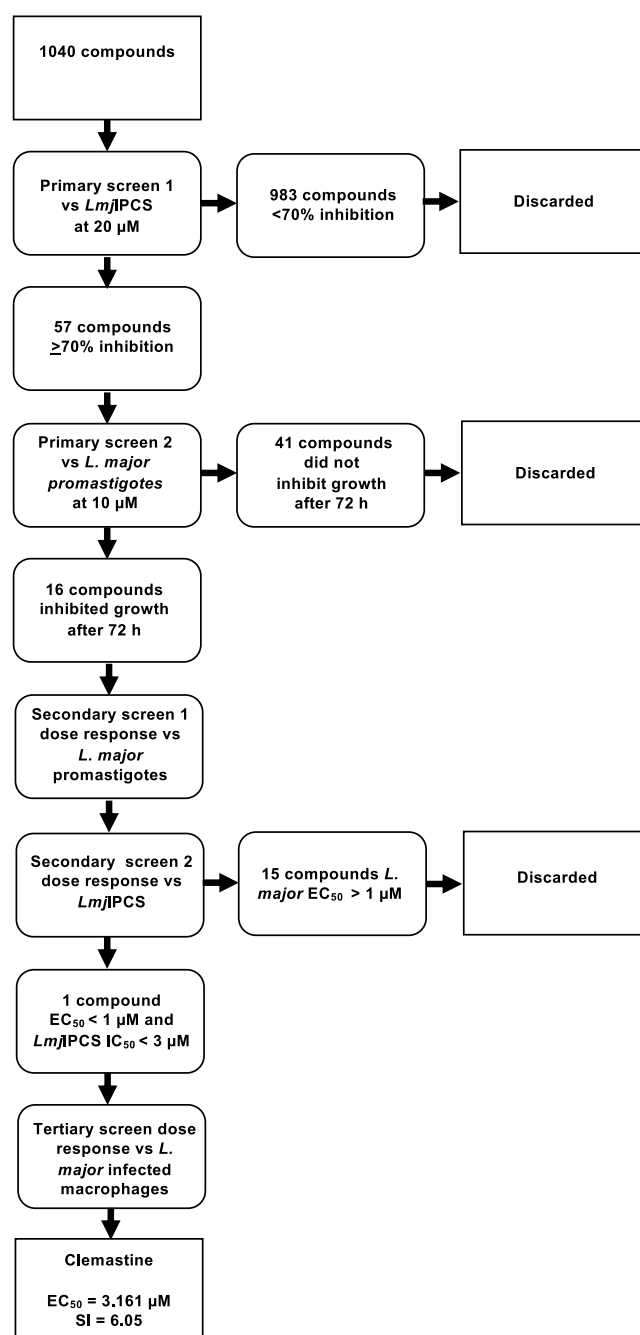 1040 compounds
Primary screen 1
vs LmjIPCS
at 20 µM
983 compounds
<70% inhibition
Discarded
57 compounds
≥70% inhibition
Primary screen 2
vs L. major
promastigotes
at 10 µM
41 compounds
did not
inhibit growth
after 72 h
Discarded
16 compounds
inhibited growth
after 72 h
Secondary screen 1
dose response vs
L. major
promastigotes
Secondary screen 2
dose response vs
LmjIPCS
15 compounds L.
major EC₅₀ > 1 µM
Discarded
1 compound
EC₅₀ < 1 µM and
LmjIPCS IC₅₀ < 3 µM
Tertiary screen dose
response vs L.
major infected
macrophages
Clemastine
EC₅₀ = 3.161 µM
SI = 6.05